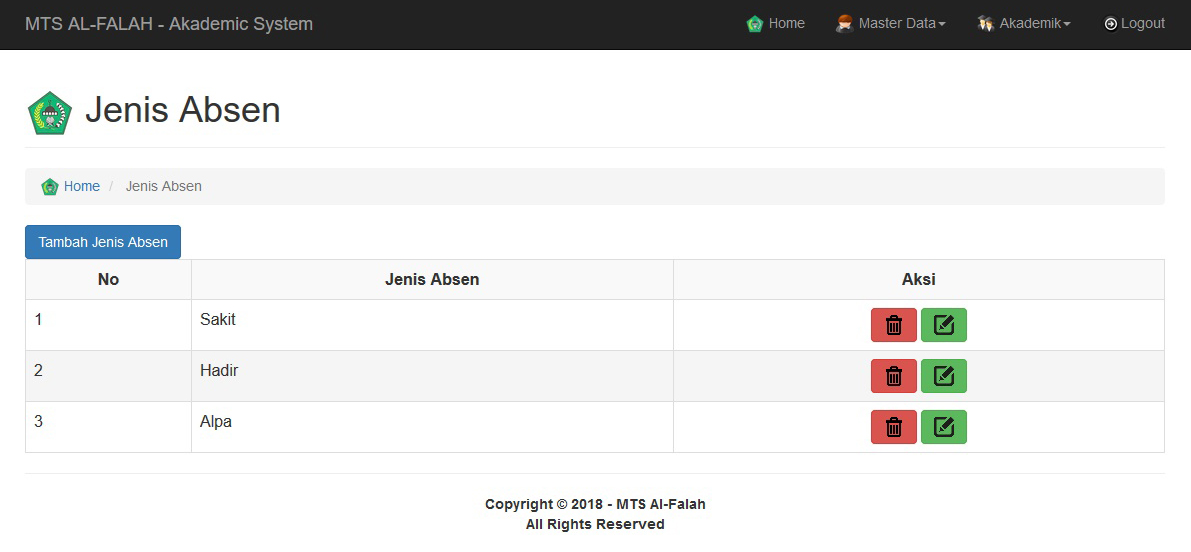 MTS AL-FALAH - Akademic System Home Master Data Akademik Logout
Jenis Absen
Home / Jenis Absen
Tambah Jenis Absen
No Jenis Absen Aksi
1 Sakit
2 Hadir
3 Alpa
Copyright © 2018 - MTS Al-Falah
All Rights Reserved